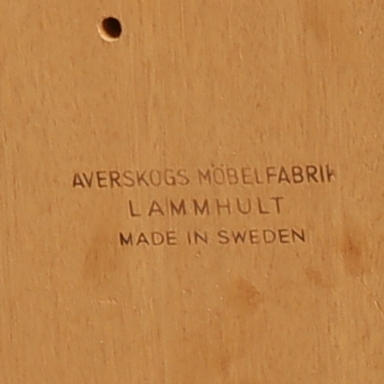 AVERSKOGS MÖBELFABRIK
LAMMHULT
MADE IN SWEDEN